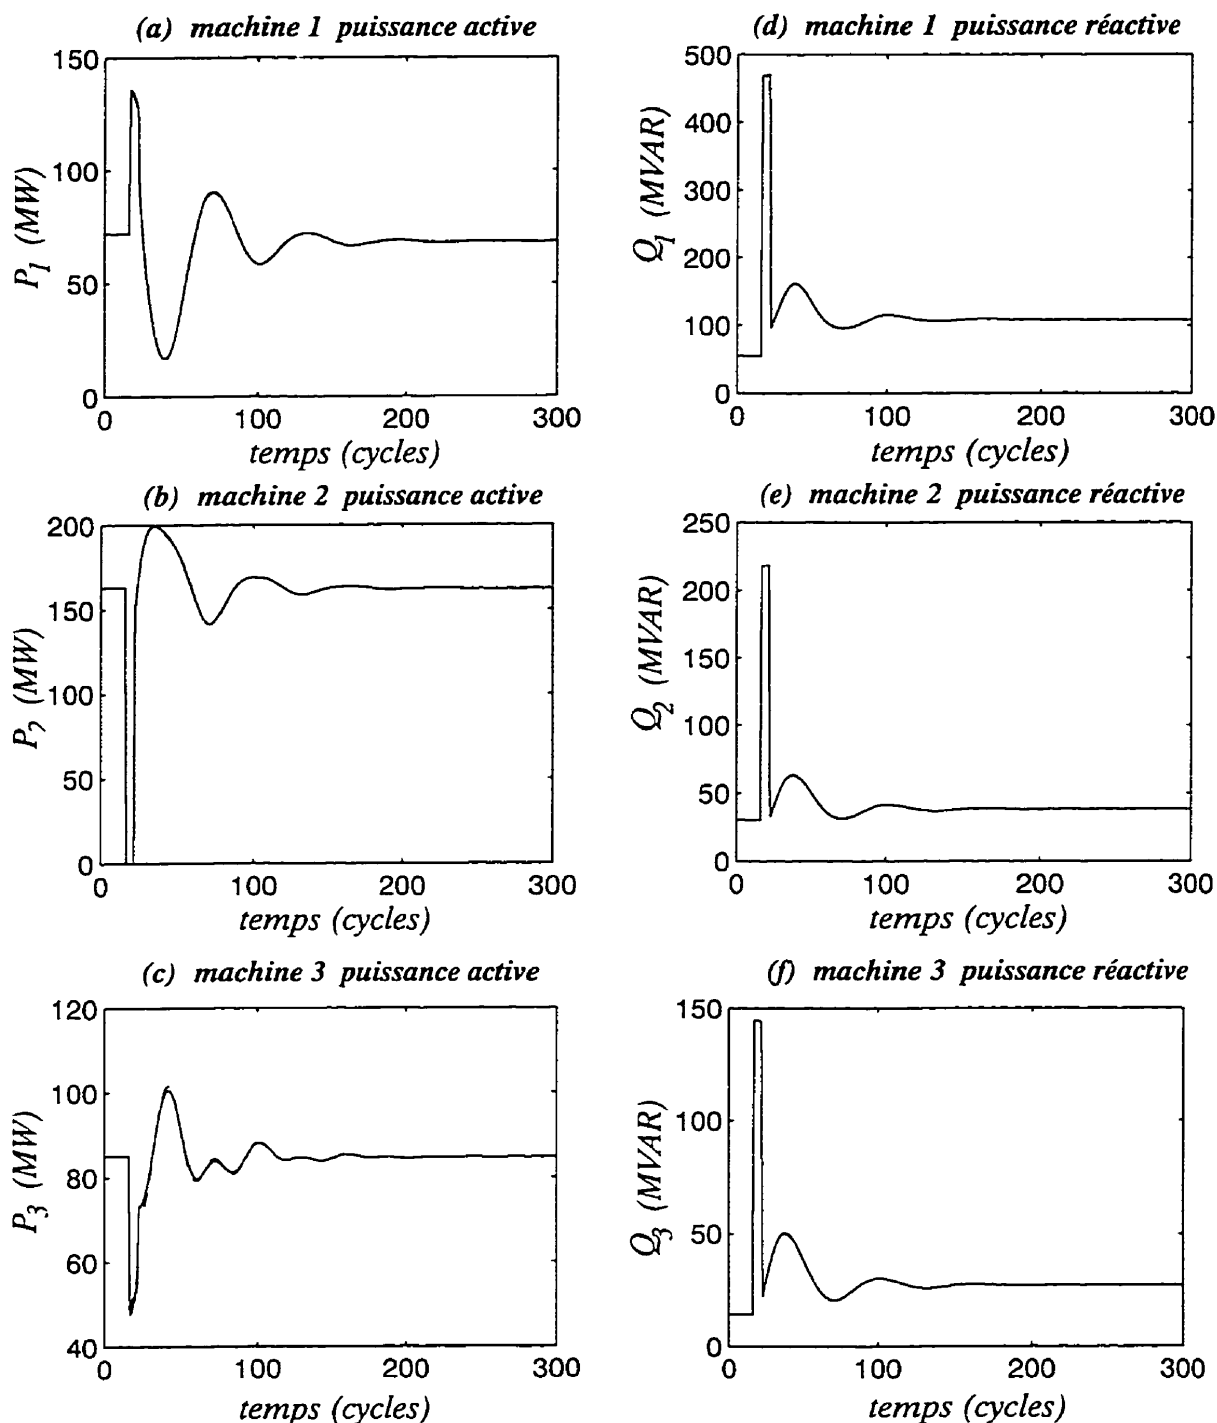 (a) machine 1 puissance active
150
100
50
0
P1 (MW)
0 100 200 300
temps (cycles)
(d) machine 1 puissance réactive
500
400
300
200
100
0
Q1 (MVAR)
0 100 200 300
temps (cycles)
(b) machine 2 puissance active
200
150
100
50
0
P2 (MW)
0 100 200 300
temps (cycles)
(e) machine 2 puissance réactive
250
200
150
100
50
0
Q2 (MVAR)
0 100 200 300
temps (cycles)
(c) machine 3 puissance active
120
100
80
60
40
P3 (MW)
0 100 200 300
temps (cycles)
(f) machine 3 puissance réactive
150
100
50
0
Q3 (MVAR)
0 100 200 300
temps (cycles)